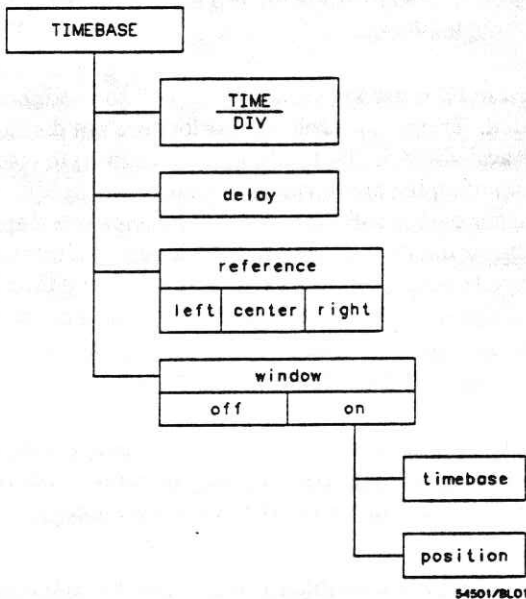 TIMEBASE
TIME
DIV
delay
reference
left center right
window
off on
timebase
position
54501/BL01